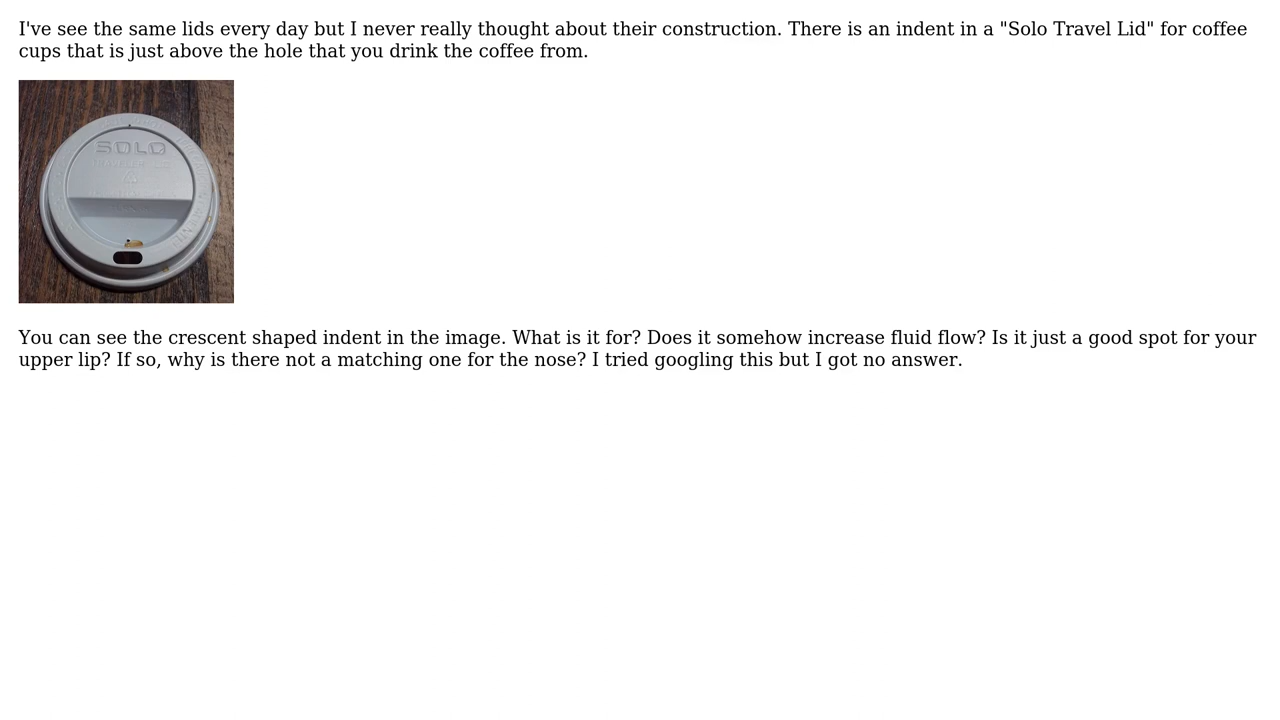 I've see the same lids every day but I never really thought about their construction. There is an indent in a "Solo Travel Lid" for coffee
cups that is just above the hole that you drink the coffee from.
SOLO
You can see the crescent shaped indent in the image. What is it for? Does it somehow increase fluid flow? Is it just a good spot for your
upper lip? If so, why is there not a matching one for the nose? I tried googling this but I got no answer.